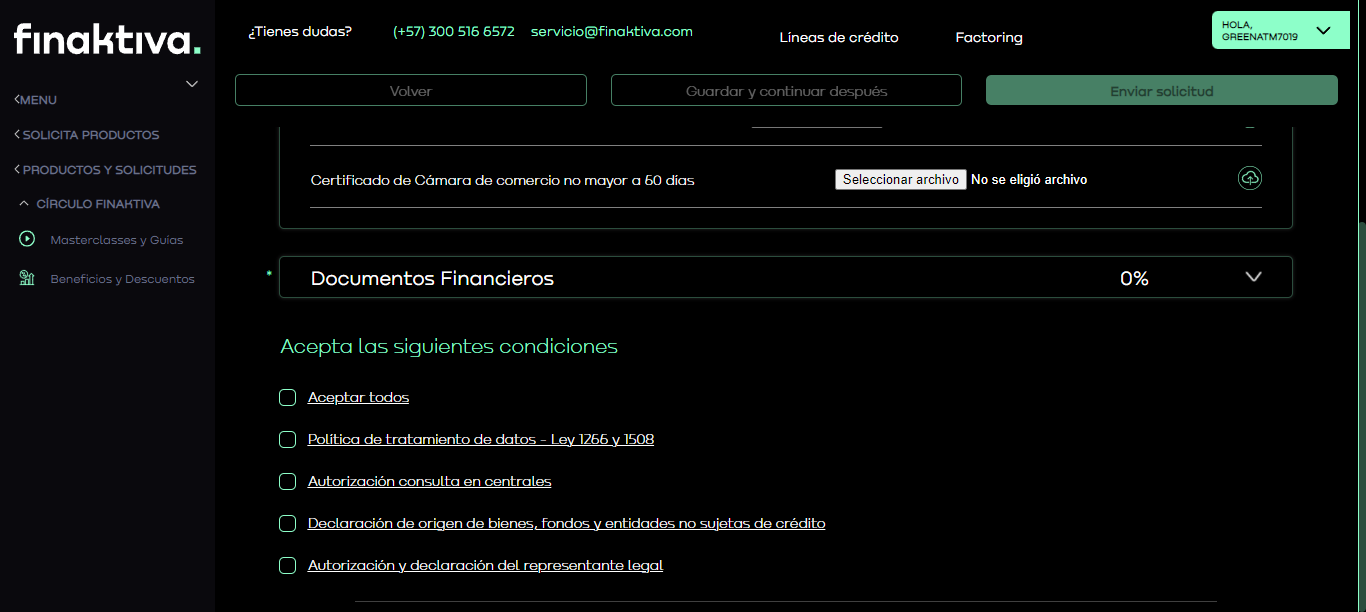 finaktiva.
¿Tienes dudas?
(+57) 300 516 6572
servicio@finaktiva.com
Líneas de crédito
Factoring
HOLA,
GREENATM7019
MENU
SOLICITA PRODUCTOS
PRODUCTOS Y SOLICITUDES
CÍRCULO FINAKTIVA
Masterclasses y Guías
Beneficios y Descuentos
Volver
Guardar y continuar después
Enviar solicitud
Certificado de Cámara de comercio no mayor a 60 días
Seleccionar archivo No se eligió archivo
* Documentos Financieros 0%
Acepta las siguientes condiciones
Aceptar todos
Política de tratamiento de datos - Ley 1266 y 1508
Autorización consulta en centrales
Declaración de origen de bienes, fondos y entidades no sujetas de crédito
Autorización y declaración del representante legal